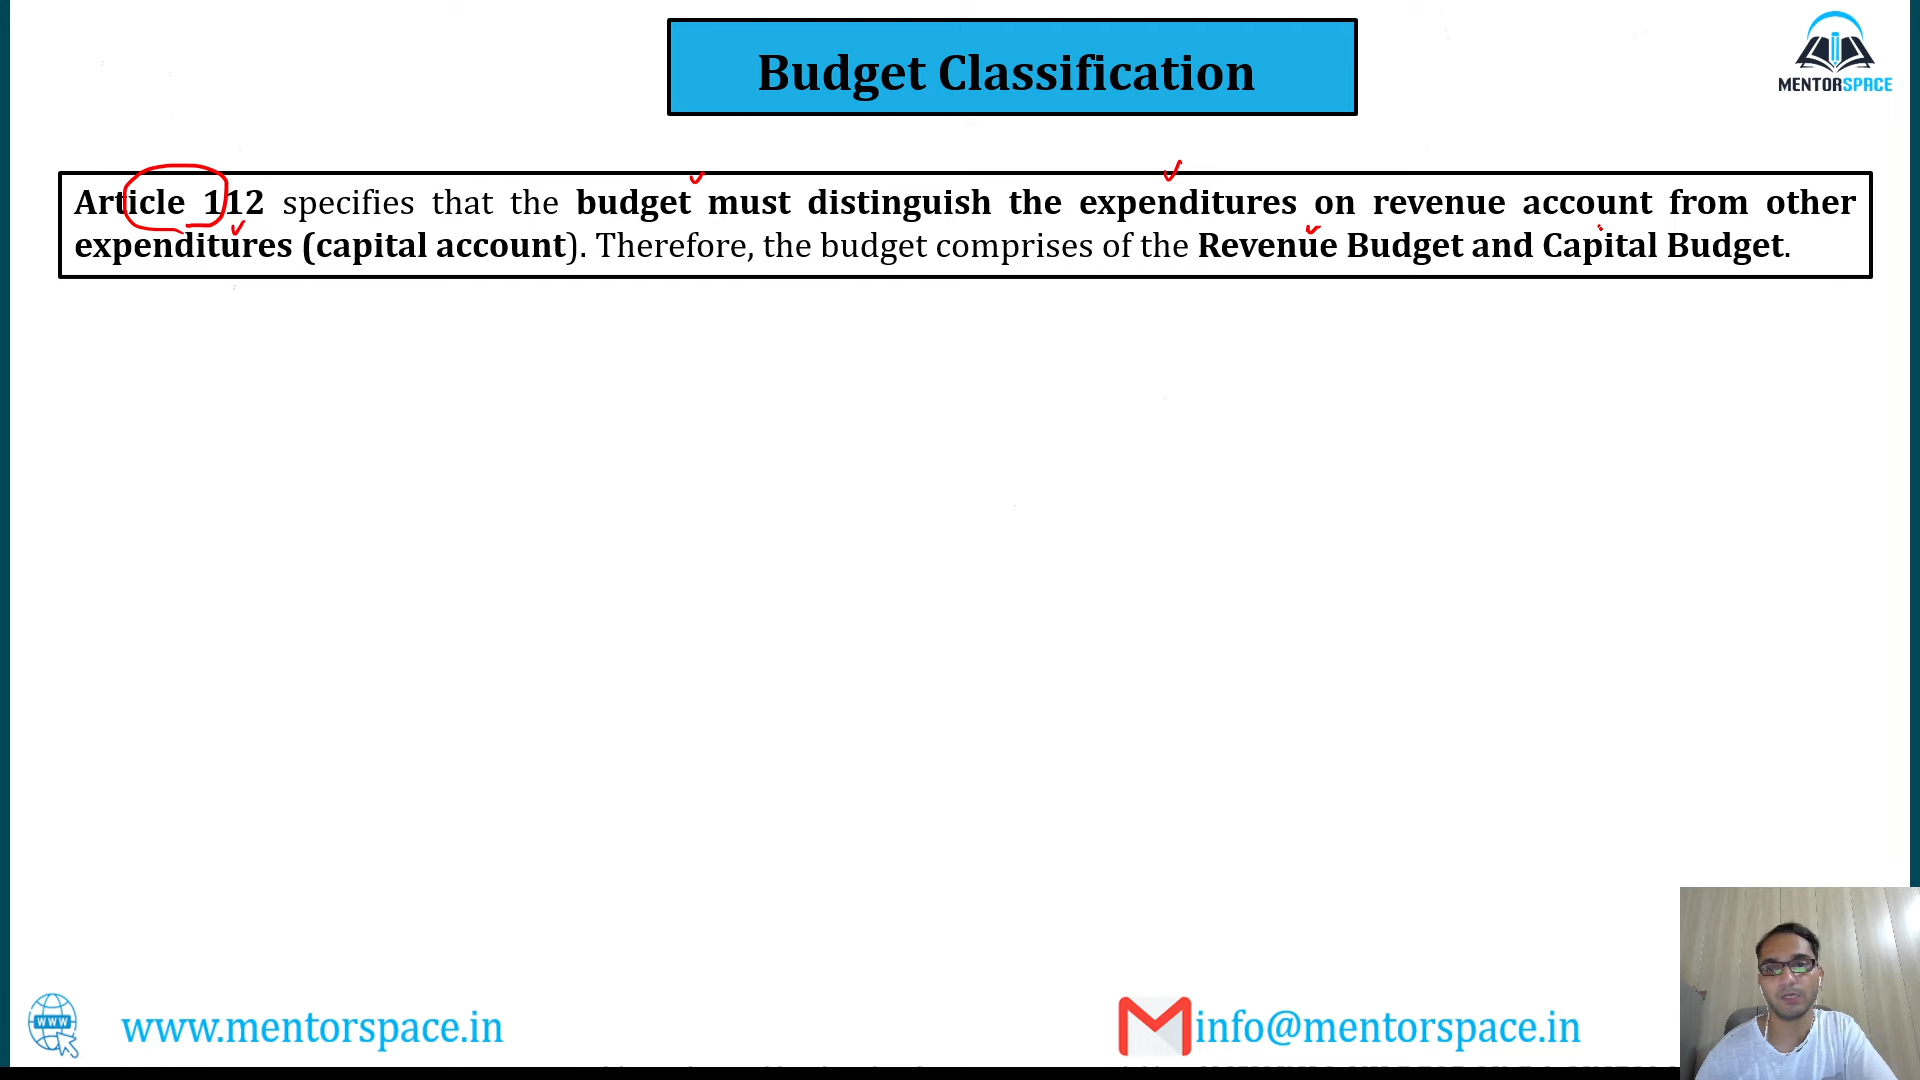 Budget Classification
MENTORSPACE
Article 112 specifies that the budget must distinguish the expenditures on revenue account from other
expenditures (capital account). Therefore, the budget comprises of the Revenue Budget and Capital Budget.
WWW
www.mentorspace.in
info@mentorspace.in